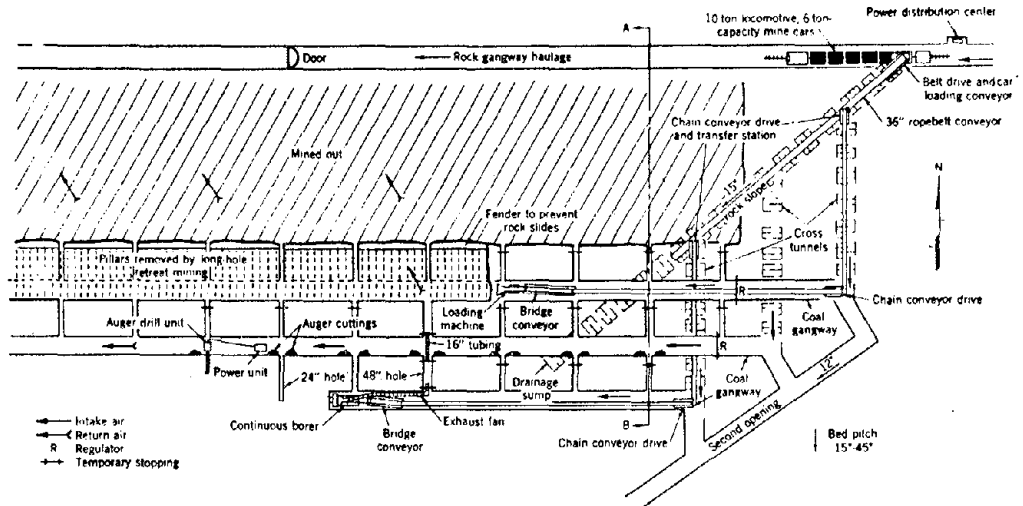 10 ton locomotive, 6 ton-
capacity mine cars
Power distribution center
A
Door
Rock gangway haulage
Belt drive and car
loading conveyor
36" ropebelt conveyor
Chain conveyor drive
and transfer station
Mined out
15°
rock slope
N
Fender to prevent
rock slides
Cross
tunnels
Pillars removed by long-hole
retreat mining
R
Loading
machine
Bridge
conveyor
Chain conveyor drive
Coal
gangway
Auger drill unit
Auger cuttings
16" tubing
R
Power unit
24" hole
48" hole
Drainage
sump
Coal
gangway
12°
Intake air
Return air
R Regulator
Temporary stopping
Continuous borer
Bridge
conveyor
Exhaust fan
B
Chain conveyor drive
Second opening
Bed pitch
15°-45°